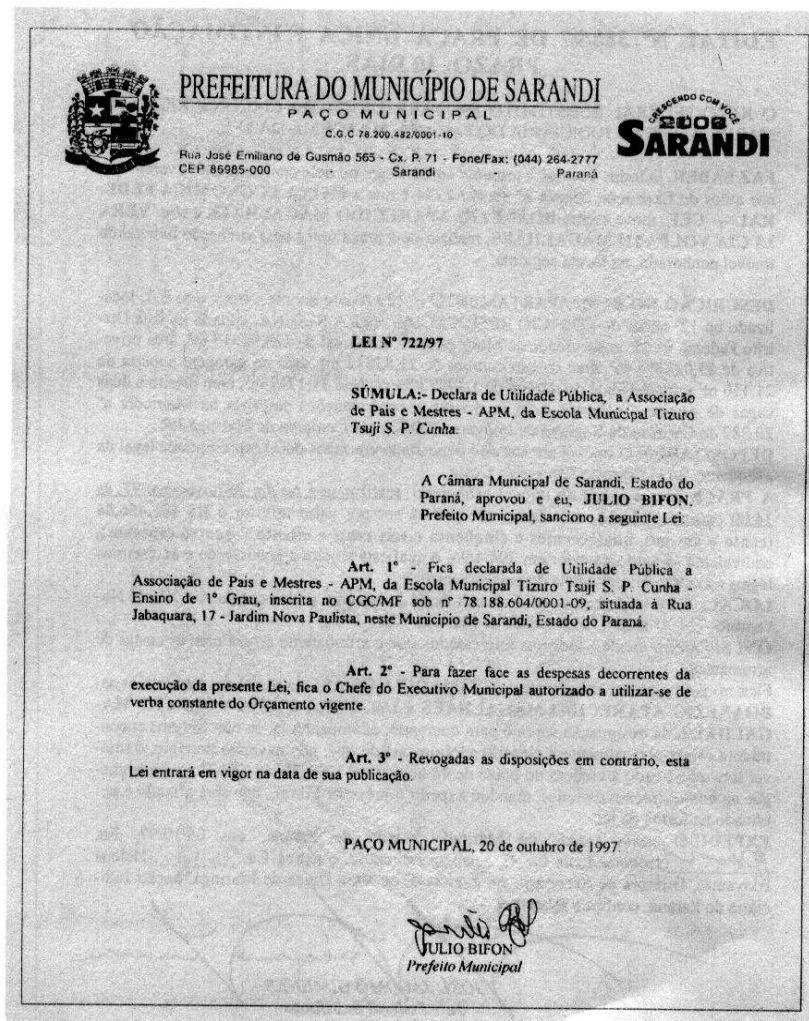 PREFEITURA DO MUNICÍPIO DE SARANDI
PAÇO MUNICIPAL
C.G.C 78.200.482/0001-10
Rua José Emiliano de Gusmão 565 - Cx. P. 71 - Fone/Fax: (044) 264-2777
CEP 86985-000 Sarandi - Paraná
CRESCENDO COM VOCÊ
2000
SARANDI
LEI Nº 722/97
SÚMULA:- Declara de Utilidade Pública, a Associação
de Pais e Mestres - APM, da Escola Municipal Tizuro
Tsuji S. P. Cunha.
A Câmara Municipal de Sarandi, Estado do
Paraná, aprovou e eu, JULIO BIFON,
Prefeito Municipal, sanciono a seguinte Lei:
Art. 1º - Fica declarada de Utilidade Pública a
Associação de Pais e Mestres - APM, da Escola Municipal Tizuro Tsuji S. P. Cunha -
Ensino de 1º Grau, inscrita no CGC/MF sob nº 78.188.604/0001-09, situada à Rua
Jabaquara, 17 - Jardim Nova Paulista, neste Municipio de Sarandi, Estado do Paraná.
Art. 2º - Para fazer face as despesas decorrentes da
execução da presente Lei, fica o Chefe do Executivo Municipal autorizado a utilizar-se de
verba constante do Orçamento vigente.
Art. 3º - Revogadas as disposições em contrário, esta
Lei entrará em vigor na data de sua publicação.
PAÇO MUNICIPAL, 20 de outubro de 1997.
JULIO BIFON
Prefeito Municipal